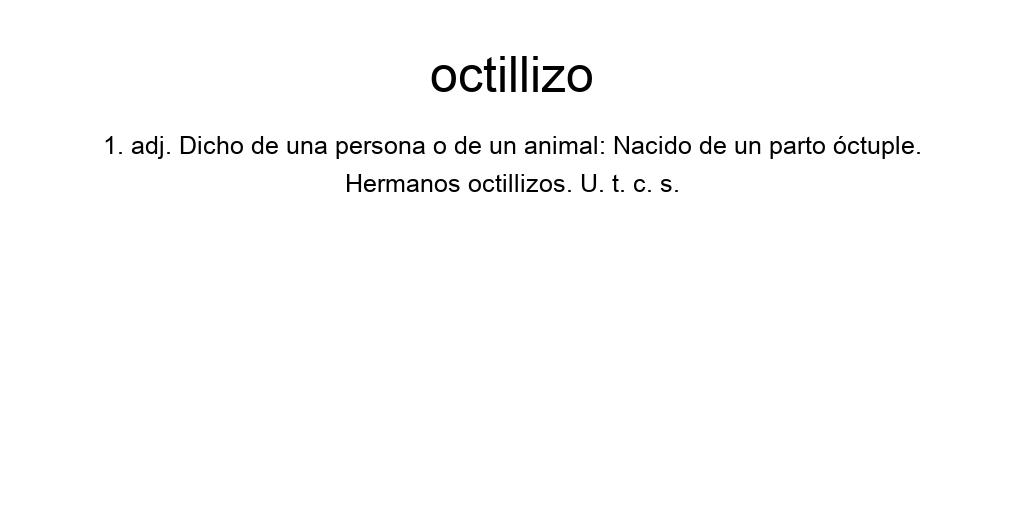 octillizo
1. adj. Dicho de una persona o de un animal: Nacido de un parto óctuple.
Hermanos octillizos. U. t. c. s.